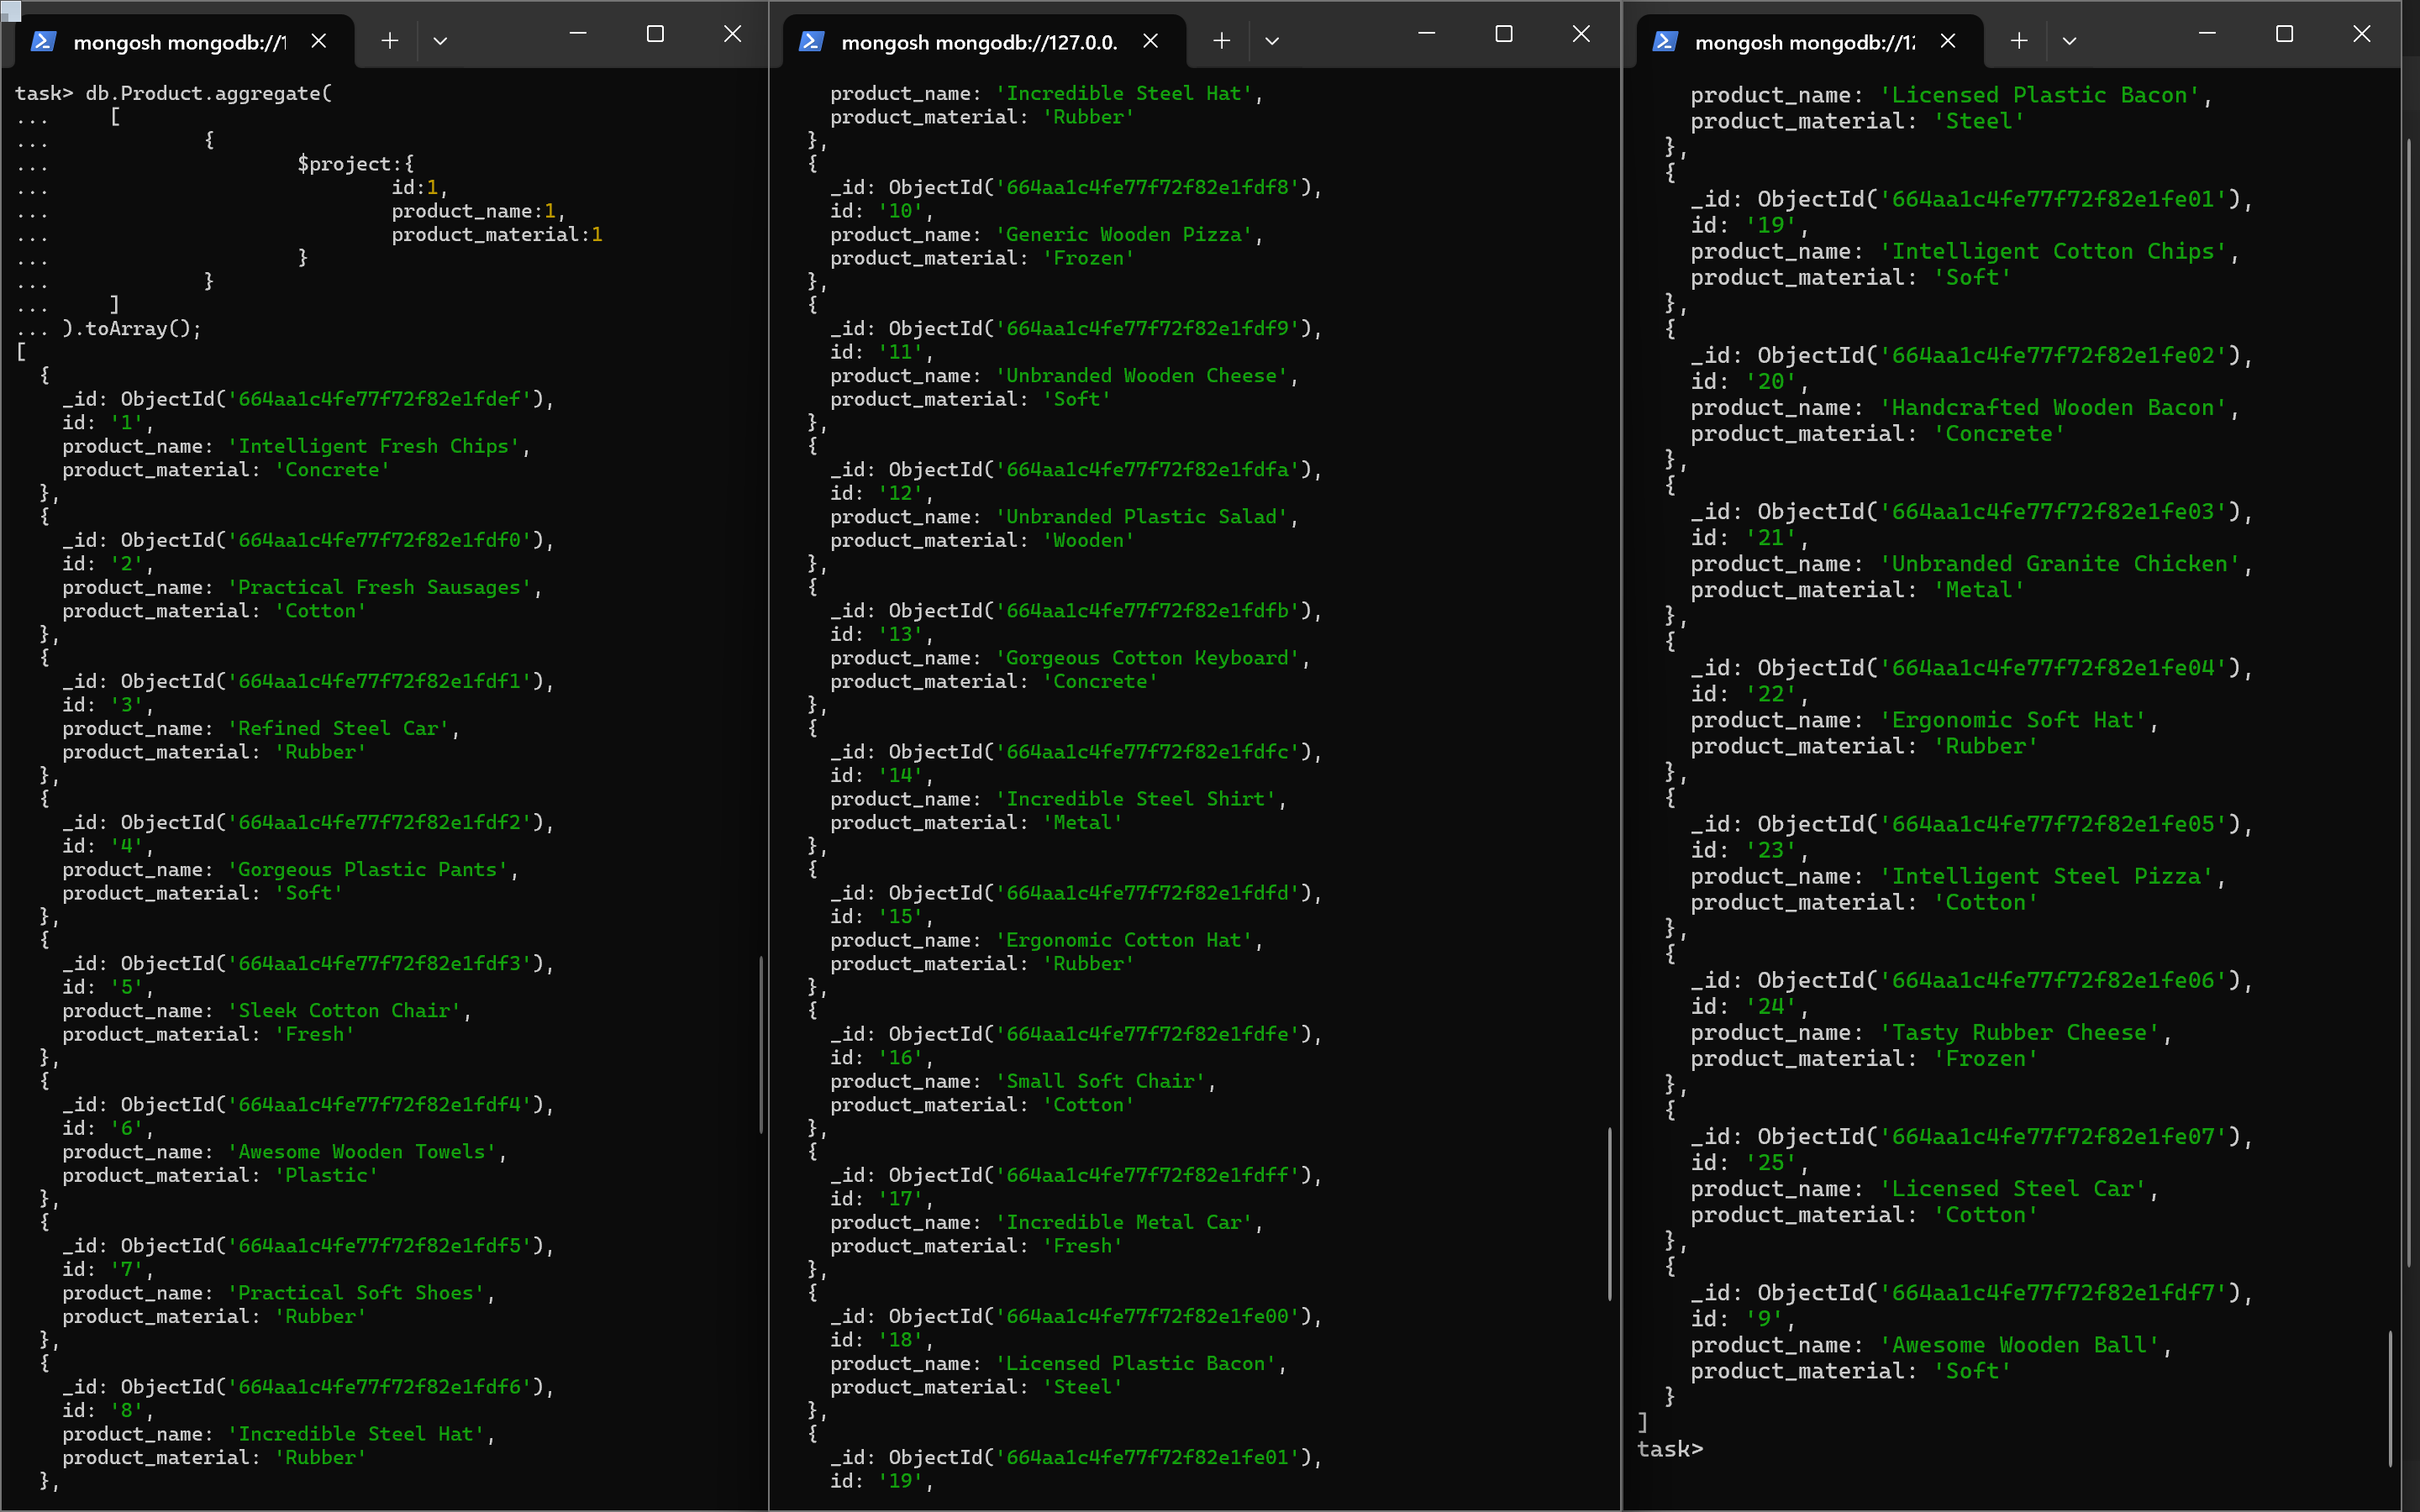 mongosh mongodb://1
task> db.Product.aggregate(
... [
... {
... $project:{
... id:1,
... product_name:1,
... product_material:1
... }
... }
... ]
... ).toArray();
[
{
_id: ObjectId('664aa1c4fe77f72f82e1fdef'),
id: '1',
product_name: 'Intelligent Fresh Chips',
product_material: 'Concrete'
},
{
_id: ObjectId('664aa1c4fe77f72f82e1fdf0'),
id: '2',
product_name: 'Practical Fresh Sausages',
product_material: 'Cotton'
},
{
_id: ObjectId('664aa1c4fe77f72f82e1fdf1'),
id: '3',
product_name: 'Refined Steel Car',
product_material: 'Rubber'
},
{
_id: ObjectId('664aa1c4fe77f72f82e1fdf2'),
id: '4',
product_name: 'Gorgeous Plastic Pants',
product_material: 'Soft'
},
{
_id: ObjectId('664aa1c4fe77f72f82e1fdf3'),
id: '5',
product_name: 'Sleek Cotton Chair',
product_material: 'Fresh'
},
{
_id: ObjectId('664aa1c4fe77f72f82e1fdf4'),
id: '6',
product_name: 'Awesome Wooden Towels',
product_material: 'Plastic'
},
{
_id: ObjectId('664aa1c4fe77f72f82e1fdf5'),
id: '7',
product_name: 'Practical Soft Shoes',
product_material: 'Rubber'
},
{
_id: ObjectId('664aa1c4fe77f72f82e1fdf6'),
id: '8',
product_name: 'Incredible Steel Hat',
product_material: 'Rubber'
},
mongosh mongodb://127.0.0.
product_name: 'Incredible Steel Hat',
product_material: 'Rubber'
},
{
_id: ObjectId('664aa1c4fe77f72f82e1fdf8'),
id: '10',
product_name: 'Generic Wooden Pizza',
product_material: 'Frozen'
},
{
_id: ObjectId('664aa1c4fe77f72f82e1fdf9'),
id: '11',
product_name: 'Unbranded Wooden Cheese',
product_material: 'Soft'
},
{
_id: ObjectId('664aa1c4fe77f72f82e1fdfa'),
id: '12',
product_name: 'Unbranded Plastic Salad',
product_material: 'Wooden'
},
{
_id: ObjectId('664aa1c4fe77f72f82e1fdfb'),
id: '13',
product_name: 'Gorgeous Cotton Keyboard',
product_material: 'Concrete'
},
{
_id: ObjectId('664aa1c4fe77f72f82e1fdfc'),
id: '14',
product_name: 'Incredible Steel Shirt',
product_material: 'Metal'
},
{
_id: ObjectId('664aa1c4fe77f72f82e1fdfd'),
id: '15',
product_name: 'Ergonomic Cotton Hat',
product_material: 'Rubber'
},
{
_id: ObjectId('664aa1c4fe77f72f82e1fdfe'),
id: '16',
product_name: 'Small Soft Chair',
product_material: 'Cotton'
},
{
_id: ObjectId('664aa1c4fe77f72f82e1fdff'),
id: '17',
product_name: 'Incredible Metal Car',
product_material: 'Fresh'
},
{
_id: ObjectId('664aa1c4fe77f72f82e1fe00'),
id: '18',
product_name: 'Licensed Plastic Bacon',
product_material: 'Steel'
},
{
_id: ObjectId('664aa1c4fe77f72f82e1fe01'),
id: '19',
mongosh mongodb://12
product_name: 'Licensed Plastic Bacon',
product_material: 'Steel'
},
{
_id: ObjectId('664aa1c4fe77f72f82e1fe01'),
id: '19',
product_name: 'Intelligent Cotton Chips',
product_material: 'Soft'
},
{
_id: ObjectId('664aa1c4fe77f72f82e1fe02'),
id: '20',
product_name: 'Handcrafted Wooden Bacon',
product_material: 'Concrete'
},
{
_id: ObjectId('664aa1c4fe77f72f82e1fe03'),
id: '21',
product_name: 'Unbranded Granite Chicken',
product_material: 'Metal'
},
{
_id: ObjectId('664aa1c4fe77f72f82e1fe04'),
id: '22',
product_name: 'Ergonomic Soft Hat',
product_material: 'Rubber'
},
{
_id: ObjectId('664aa1c4fe77f72f82e1fe05'),
id: '23',
product_name: 'Intelligent Steel Pizza',
product_material: 'Cotton'
},
{
_id: ObjectId('664aa1c4fe77f72f82e1fe06'),
id: '24',
product_name: 'Tasty Rubber Cheese',
product_material: 'Frozen'
},
{
_id: ObjectId('664aa1c4fe77f72f82e1fe07'),
id: '25',
product_name: 'Licensed Steel Car',
product_material: 'Cotton'
},
{
_id: ObjectId('664aa1c4fe77f72f82e1fdf7'),
id: '9',
product_name: 'Awesome Wooden Ball',
product_material: 'Soft'
}
]
task>